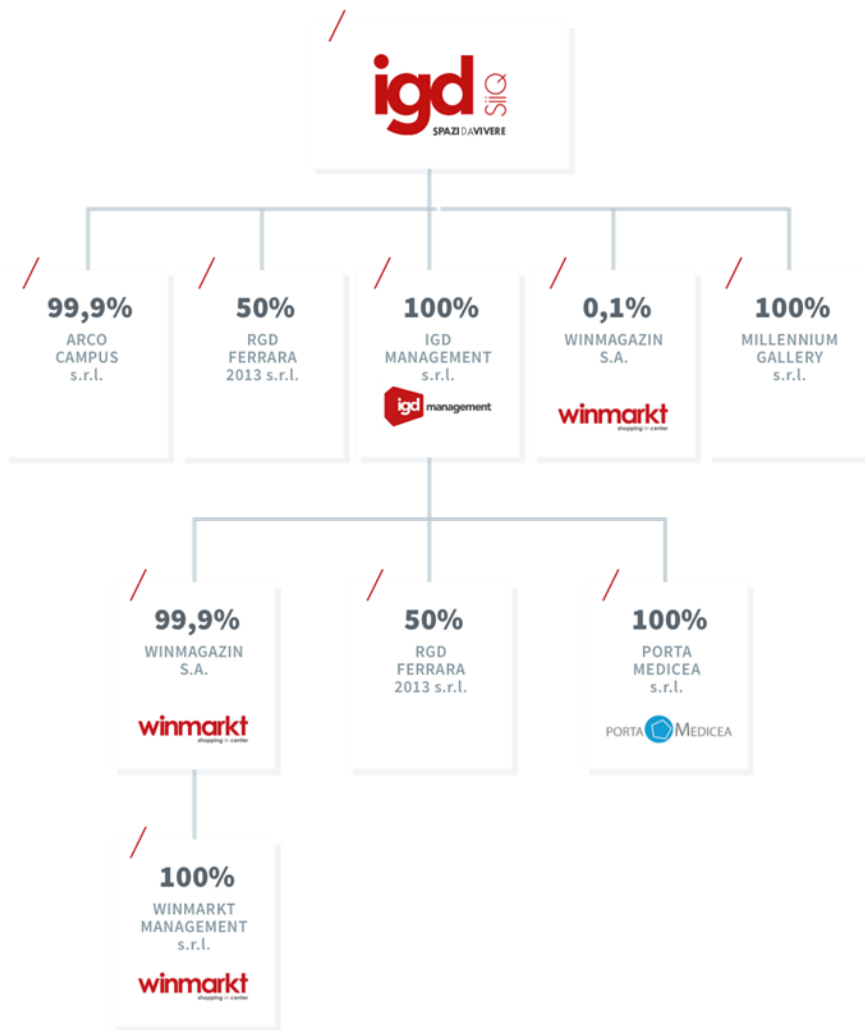 igd SIIQ
SPAZI DA VIVERE
99,9%
ARCO
CAMPUS
s.r.l.
50%
RGD
FERRARA
2013 s.r.l.
100%
IGD
MANAGEMENT
s.r.l.
igd management
0,1%
WINMAGAZIN
S.A.
winmarkt
shopping in center
100%
MILLENNIUM
GALLERY
s.r.l.
99,9%
WINMAGAZIN
S.A.
winmarkt
shopping in center
50%
RGD
FERRARA
2013 s.r.l.
100%
PORTA
MEDICEA
s.r.l.
PORTA MEDICEA
100%
WINMARKT
MANAGEMENT
s.r.l.
winmarkt
shopping in center